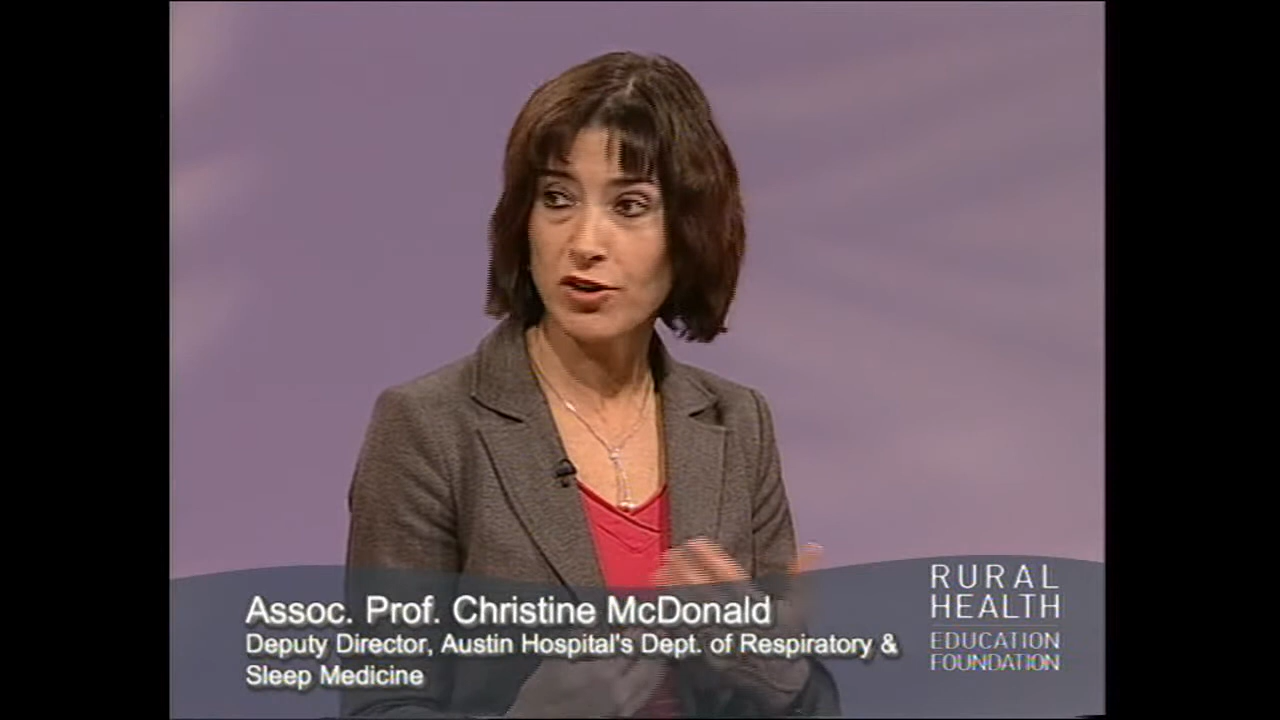 Assoc. Prof. Christine McDonald
Deputy Director, Austin Hospital's Dept. of Respiratory &
Sleep Medicine
RURAL
HEALTH
EDUCATION
FOUNDATION